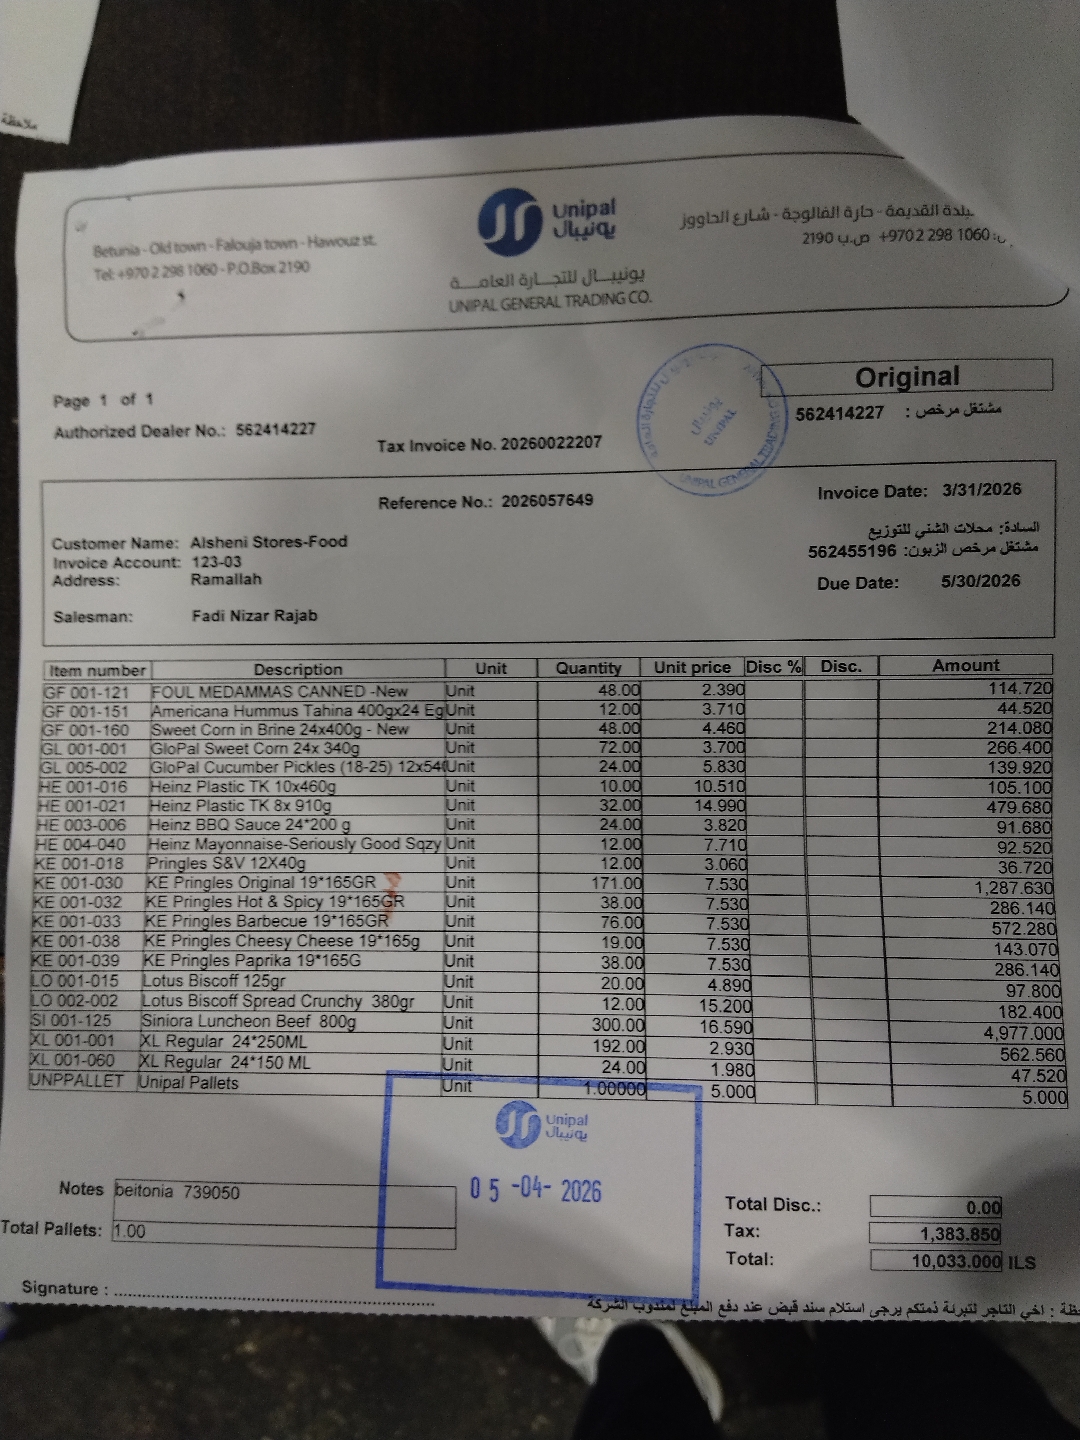 ملاحظة
Betunia - Old town - Falouja town - Hawouz st.
Tel: +970 2 298 1060 - P.O.Box 2190
Unipal
يونيبال
يونيبال للتجارة العامة
UNIPAL GENERAL TRADING CO.
القديمة - حارة الفالوجة - شارع الحاووز
+970 2 298 1060 ص.ب 2190
Page 1 of 1
Original
Authorized Dealer No.: 562414227
مشتغل مرخص : 562414227
Tax Invoice No. 20260022207
يونيبال
UNIPAL
UNIPAL GENERAL TRADING
Reference No.: 2026057649
Invoice Date: 3/31/2026
Customer Name: Alsheni Stores-Food
السادة: محلات الشني للتوزيع
Invoice Account: 123-03
مشتغل مرخص الزبون: 562455196
Address: Ramallah
Due Date: 5/30/2026
Salesman: Fadi Nizar Rajab
Item number Description Unit Quantity Unit price Disc % Disc. Amount
GF 001-121 FOUL MEDAMMAS CANNED -New Unit 48.00 2.390 114.720
GF 001-151 Americana Hummus Tahina 400gx24 Eg Unit 12.00 3.710 44.520
GF 001-160 Sweet Corn in Brine 24x400g - New Unit 48.00 4.460 214.080
GL 001-001 GloPal Sweet Corn 24x 340g Unit 72.00 3.700 266.400
GL 005-002 GloPal Cucumber Pickles (18-25) 12x540 Unit 24.00 5.830 139.920
HE 001-016 Heinz Plastic TK 10x460g Unit 10.00 10.510 105.100
HE 001-021 Heinz Plastic TK 8x 910g Unit 32.00 14.990 479.680
HE 003-006 Heinz BBQ Sauce 24*200 g Unit 24.00 3.820 91.680
HE 004-040 Heinz Mayonnaise-Seriously Good Sqzy Unit 12.00 7.710 92.520
KE 001-018 Pringles S&V 12X40g Unit 12.00 3.060 36.720
KE 001-030 KE Pringles Original 19*165GR Unit 171.00 7.530 1,287.630
KE 001-032 KE Pringles Hot & Spicy 19*165GR Unit 38.00 7.530 286.140
KE 001-033 KE Pringles Barbecue 19*165GR Unit 76.00 7.530 572.280
KE 001-038 KE Pringles Cheesy Cheese 19*165g Unit 19.00 7.530 143.070
KE 001-039 KE Pringles Paprika 19*165G Unit 38.00 7.530 286.140
LO 001-015 Lotus Biscoff 125gr Unit 20.00 4.890 97.800
LO 002-002 Lotus Biscoff Spread Crunchy 380gr Unit 12.00 15.200 182.400
SI 001-125 Siniora Luncheon Beef 800g Unit 300.00 16.590 4,977.000
XL 001-001 XL Regular 24*250ML Unit 192.00 2.930 562.560
XL 001-060 XL Regular 24*150 ML Unit 24.00 1.980 47.520
UNPPALLET Unipal Pallets Unit 1.00000 5.000 5.000
Unipal
يونيبال
05 -04- 2026
Notes beitonia 739050
Total Pallets: 1.00
Total Disc.: 0.00
Tax: 1,383.850
Total: 10,033.000 ILS
Signature : ........................
: اخي التاجر لتبرئة ذمتكم يرجى استلام سند قبض عند دفع المبلغ لمندوب الشركة